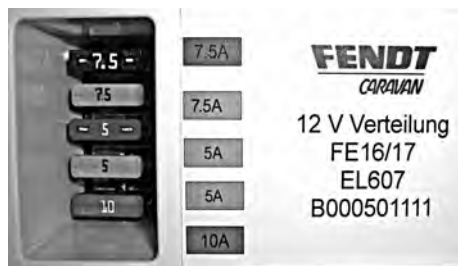 - 7.5 -
7.5
- 5 -
5
10
7.5A
7.5A
5A
5A
10A
FENDT
CARAVAN
12 V Verteilung
FE16/17
EL607
B000501111